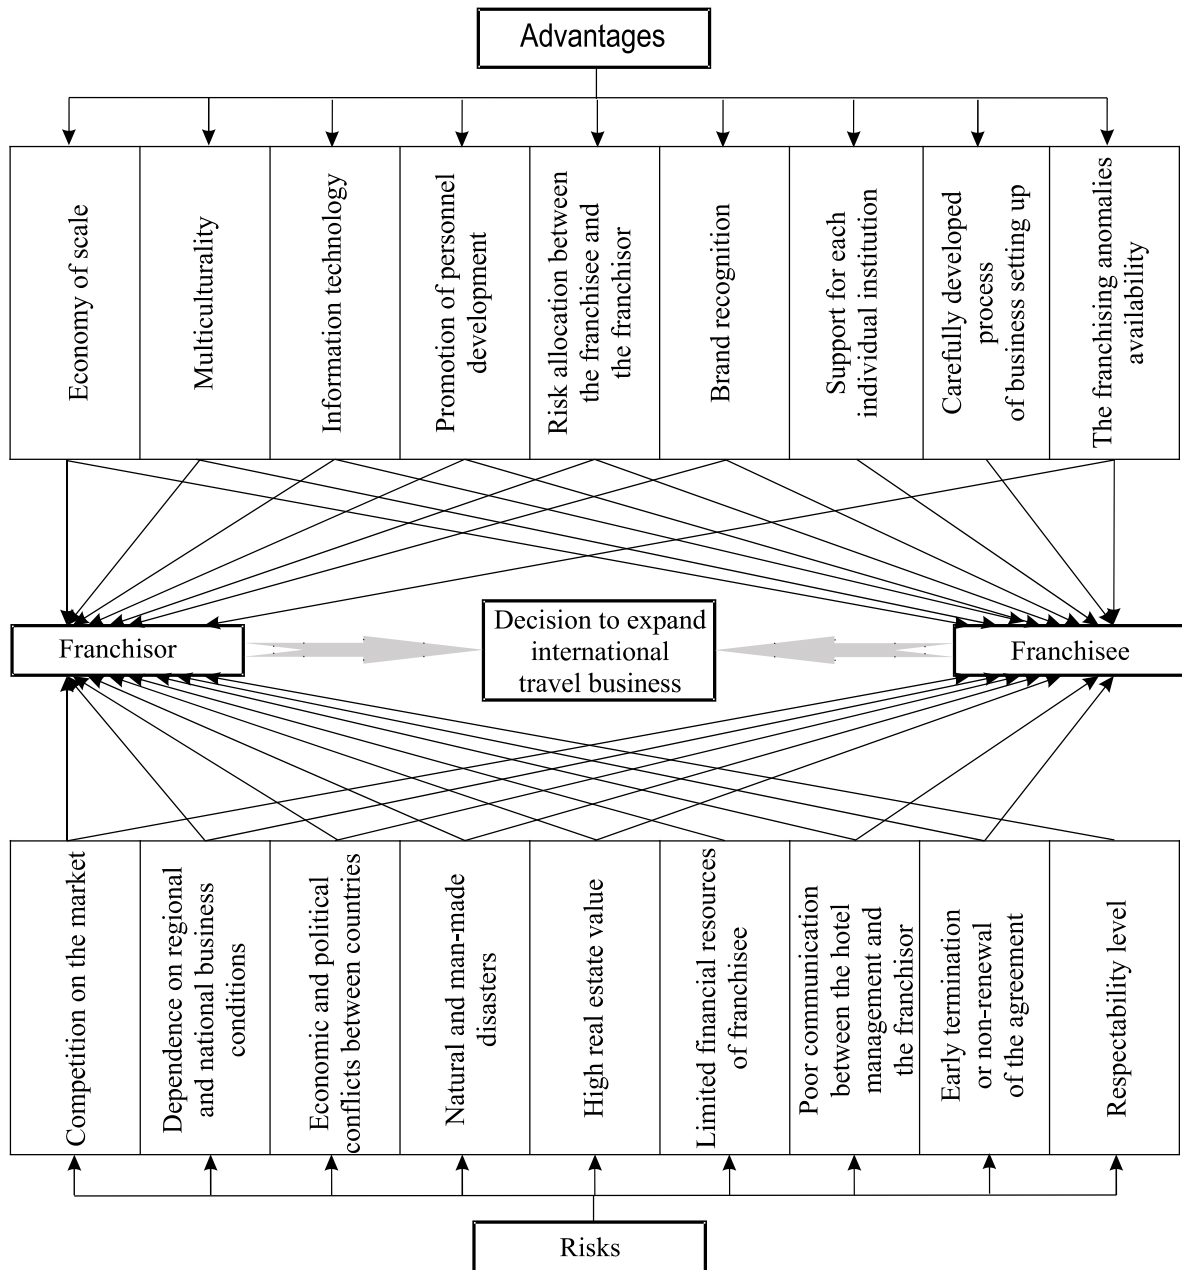 Advantages
Economy of scale
Multiculturality
Information technology
Promotion of personnel
development
Risk allocation between
the franchisee and
the franchisor
Brand recognition
Support for each
individual institution
Carefully developed
process
of business setting up
The franchising anomalies
availability
Franchisor
Decision to expand
international
travel business
Franchisee
Competition on the market
Dependence on regional
and national business
conditions
Economic and political
conflicts between countries
Natural and man-made
disasters
High real estate value
Limited financial resources
of franchisee
Poor communication
between the hotel
management and
the franchisor
Early termination
or non-renewal
of the agreement
Respectability level
Risks